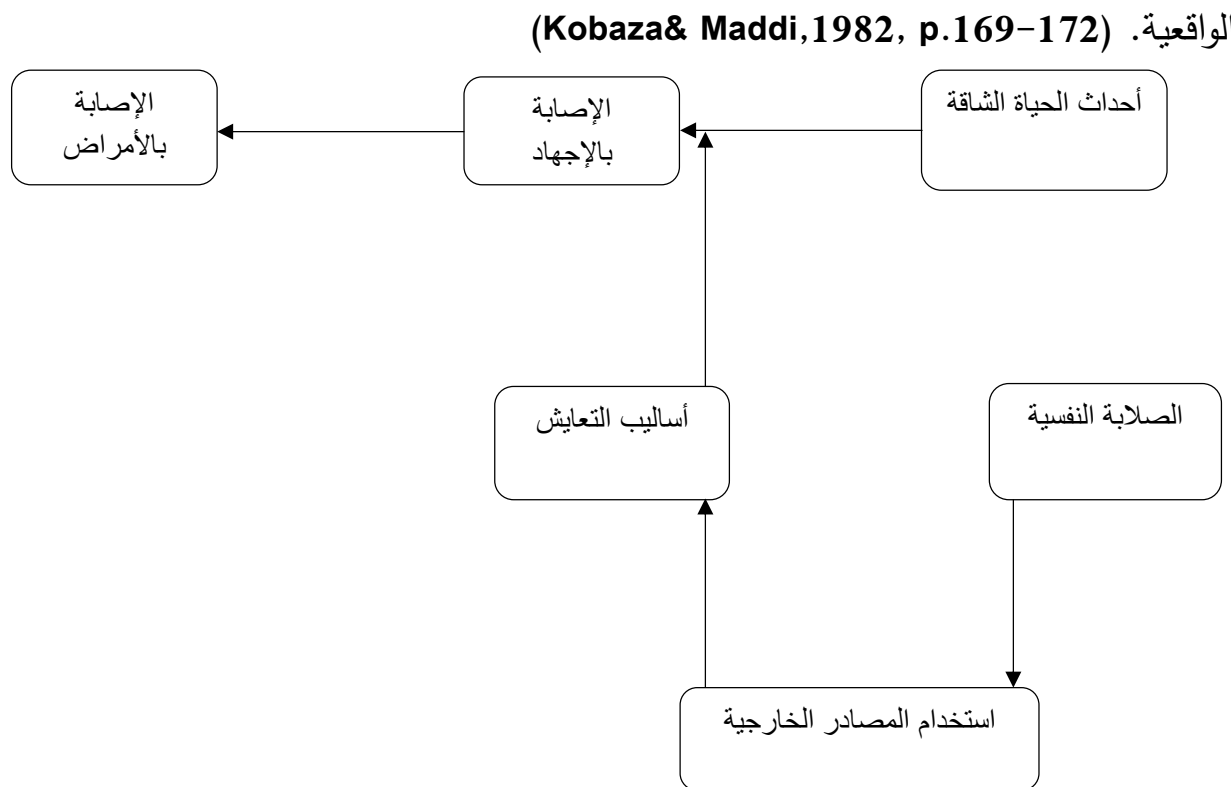 الواقعية. (Kobaza& Maddi,1982, p.169-172)
أحداث الحياة الشاقة
الإصابة
بالإجهاد
الإصابة
بالأمراض
الصلابة النفسية
أساليب التعايش
استخدام المصادر الخارجية